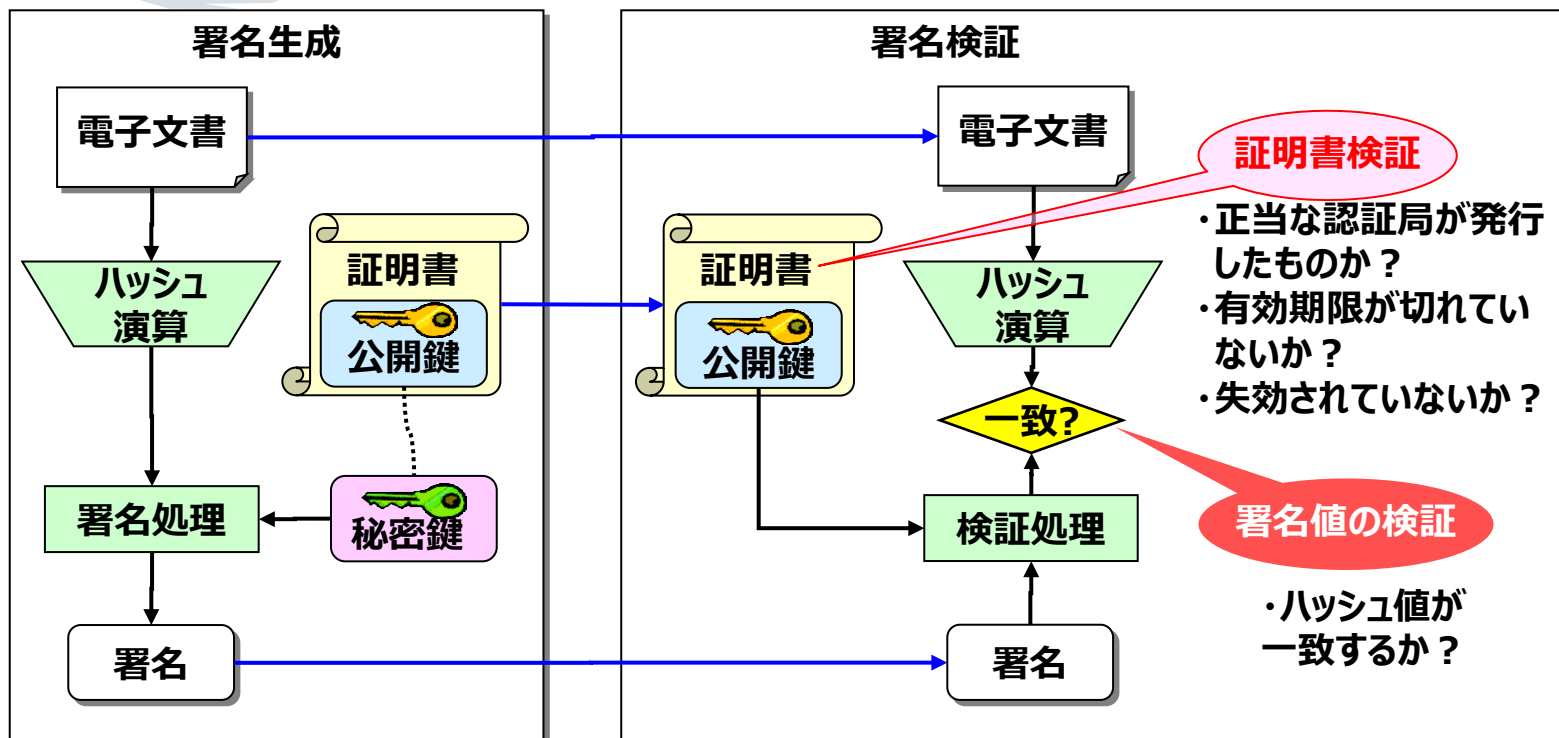 署名生成
電子文書
ハッシュ
演算
証明書
公開鍵
署名処理
秘密鍵
署名
署名検証
電子文書
証明書検証
・正当な認証局が発行
したものか？
・有効期限が切れてい
ないか？
・失効されていないか？
証明書
公開鍵
ハッシュ
演算
一致?
検証処理
署名値の検証
・ハッシュ値が
一致するか？
署名